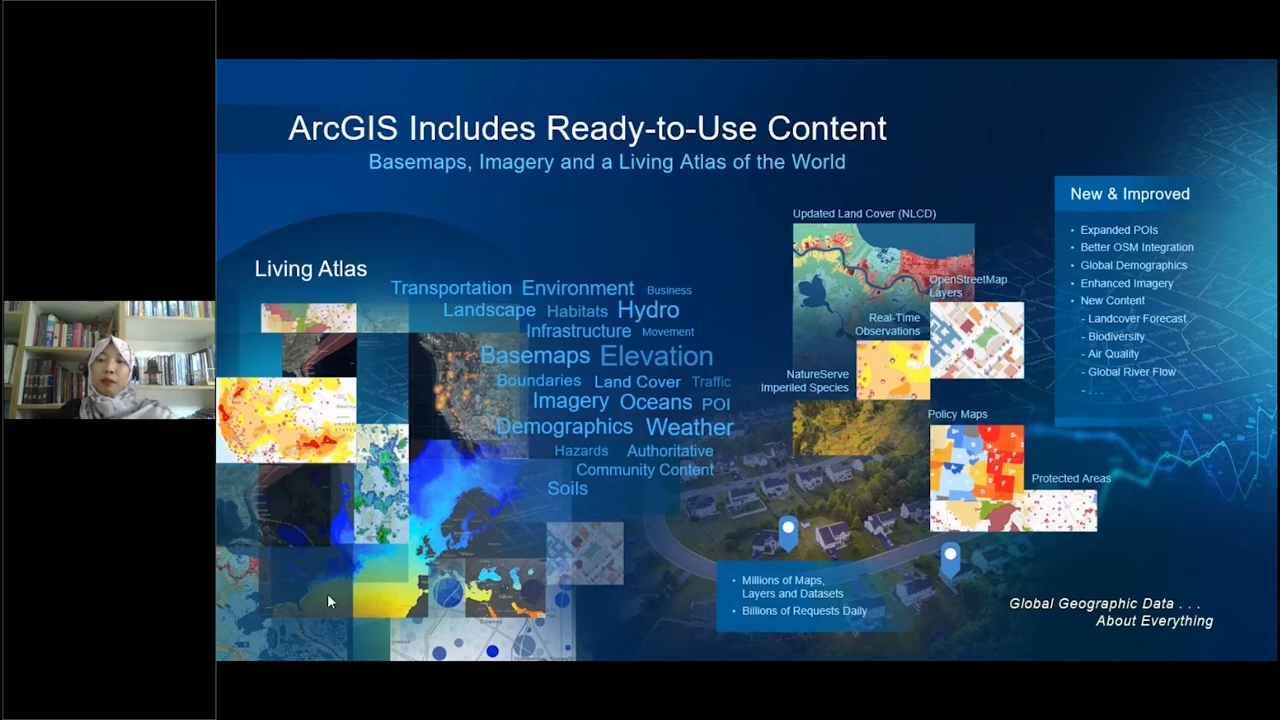 ArcGIS Includes Ready-to-Use Content
Basemaps, Imagery and a Living Atlas of the World
Living Atlas
Transportation Environment Business
Landscape Habitats Hydro
Infrastructure Movement
Basemaps Elevation
Boundaries Land Cover Traffic
Imagery Oceans POI
Demographics Weather
Hazards Authoritative
Community Content
Soils
Updated Land Cover (NLCD)
OpenStreetMap
Layers
Real-Time
Observations
NatureServe
Imperiled Species
Policy Maps
Protected Areas
• Millions of Maps,
Layers and Datasets
• Billions of Requests Daily
New & Improved
• Expanded POIs
• Better OSM Integration
• Global Demographics
• Enhanced Imagery
• New Content
- Landcover Forecast
- Biodiversity
- Air Quality
- Global River Flow
- . . .
Global Geographic Data . . .
About Everything